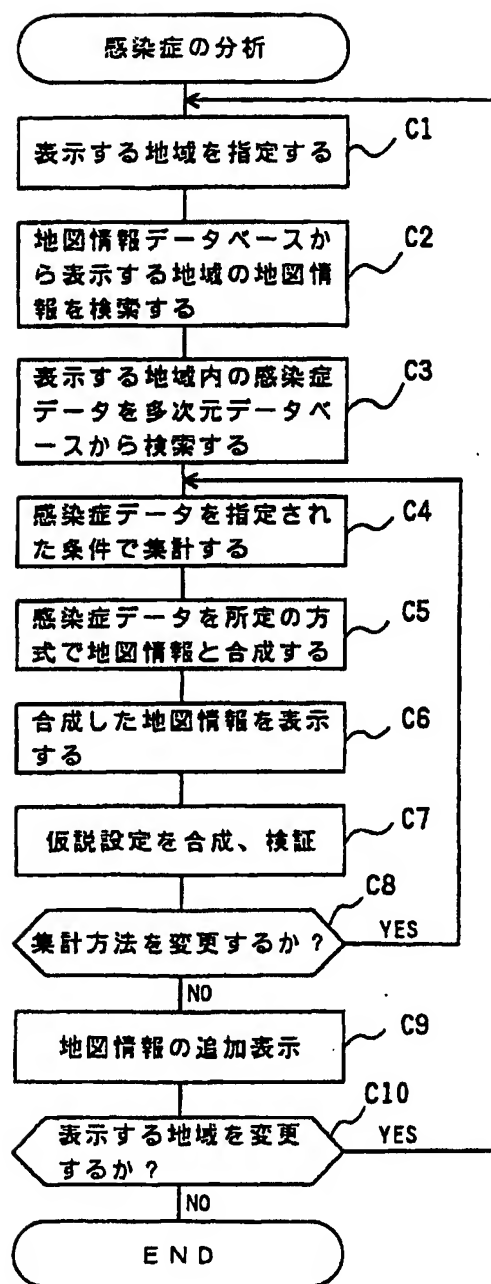 感染症の分析
表示する地域を指定する
C1
地図情報データベースか
ら表示する地域の地図情
報を検索する
C2
表示する地域内の感染症
データを多次元データベ
ースから検索する
C3
感染症データを指定され
た条件で集計する
C4
感染症データを所定の方
式で地図情報と合成する
C5
合成した地図情報を表示
する
C6
仮説設定を合成、検証
C7
集計方法を変更するか?
C8
YES
NO
地図情報の追加表示
C9
表示する地域を変更
するか?
C10
YES
NO
END